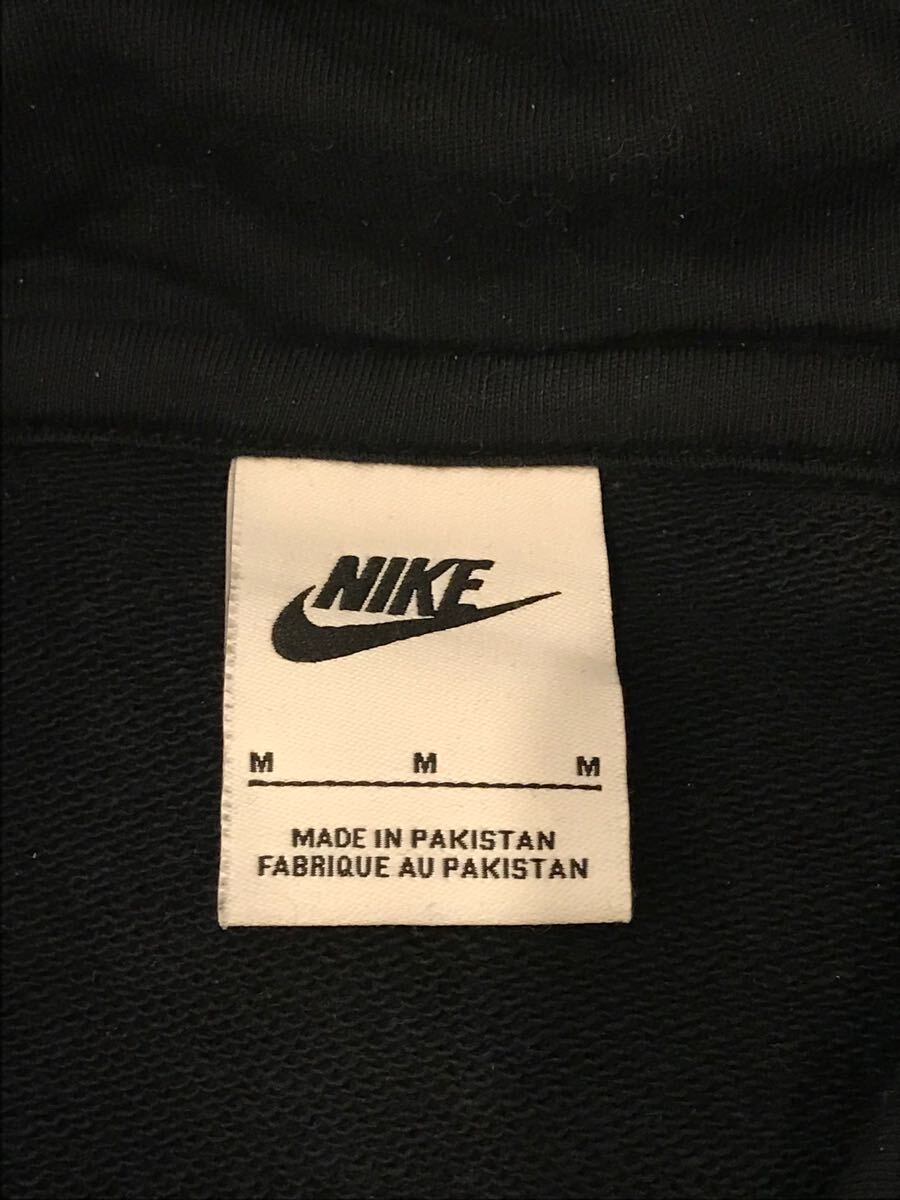 NIKE
M M M
MADE IN PAKISTAN
FABRIQUE AU PAKISTAN